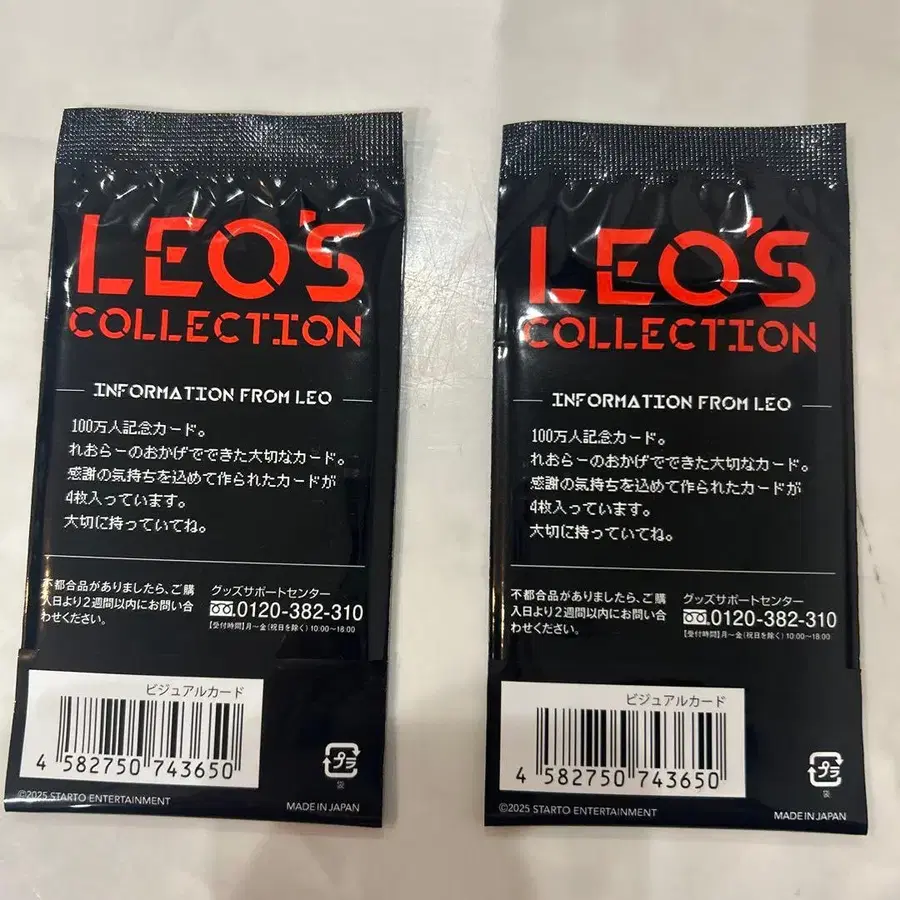 LEO'S
COLLECTION
INFORMATION FROM LEO
100万人記念カード。
れおらーのおかげでできた大切なカード。
感謝の気持ちを込めて作られたカードが
4枚入っています。
大切に持っていてね。
不都合品がありましたら、ご購
入日より2週間以内にお問い合
わせください。
グッズサポートセンター
0120-382-310
【受付時間】月〜金(祝日を除く)10:00〜18:00
ビジュアルカード
4 582750 743650
プラ
袋
©2025 STARTO ENTERTAINMENT
MADE IN JAPAN
LEO'S
COLLECTION
INFORMATION FROM LEO
100万人記念カード。
れおらーのおかげでできた大切なカード。
感謝の気持ちを込めて作られたカードが
4枚入っています。
大切に持っていてね。
不都合品がありましたら、ご購
入日より2週間以内にお問い合
わせください。
グッズサポートセンター
0120-382-310
【受付時間】月〜金(祝日を除く)10:00〜18:00
ビジュアルカード
4 582750 743650
プラ
袋
©2025 STARTO ENTERTAINMENT
MADE IN JAPAN